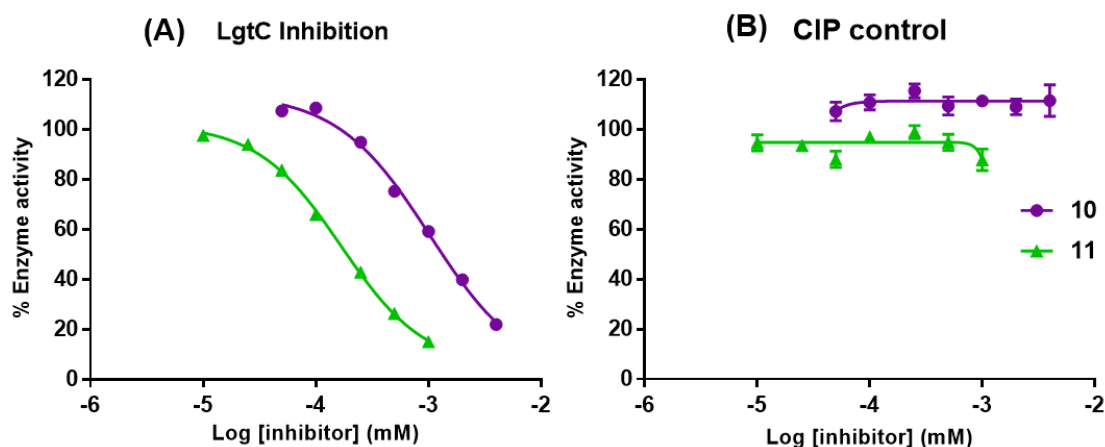 (A) LgtC Inhibition
120
100
80
60
40
20
0
% Enzyme activity
-6 -5 -4 -3 -2
Log [inhibitor] (mM)
(B) CIP control
120
100
80
60
40
20
0
% Enzyme activity
-6 -5 -4 -3 -2
Log [inhibitor] (mM)
10
11